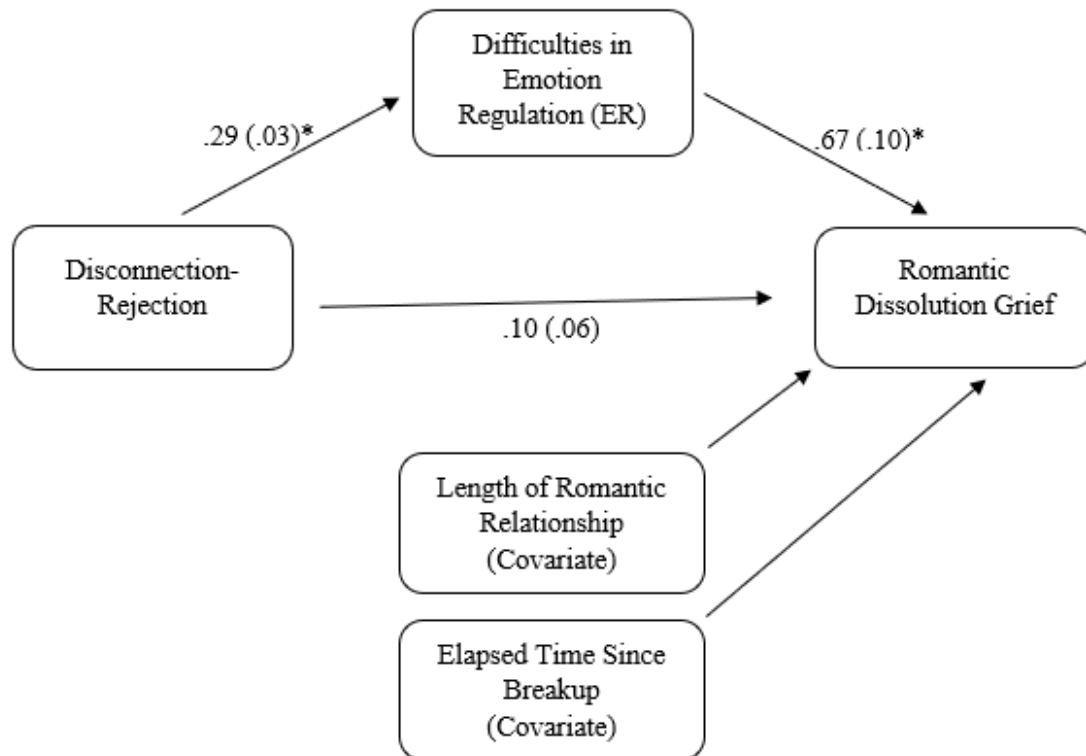 Difficulties in
Emotion
Regulation (ER)
.29 (.03)*
.67 (.10)*
Disconnection-
Rejection
Romantic
Dissolution Grief
.10 (.06)
Length of Romantic
Relationship
(Covariate)
Elapsed Time Since
Breakup
(Covariate)